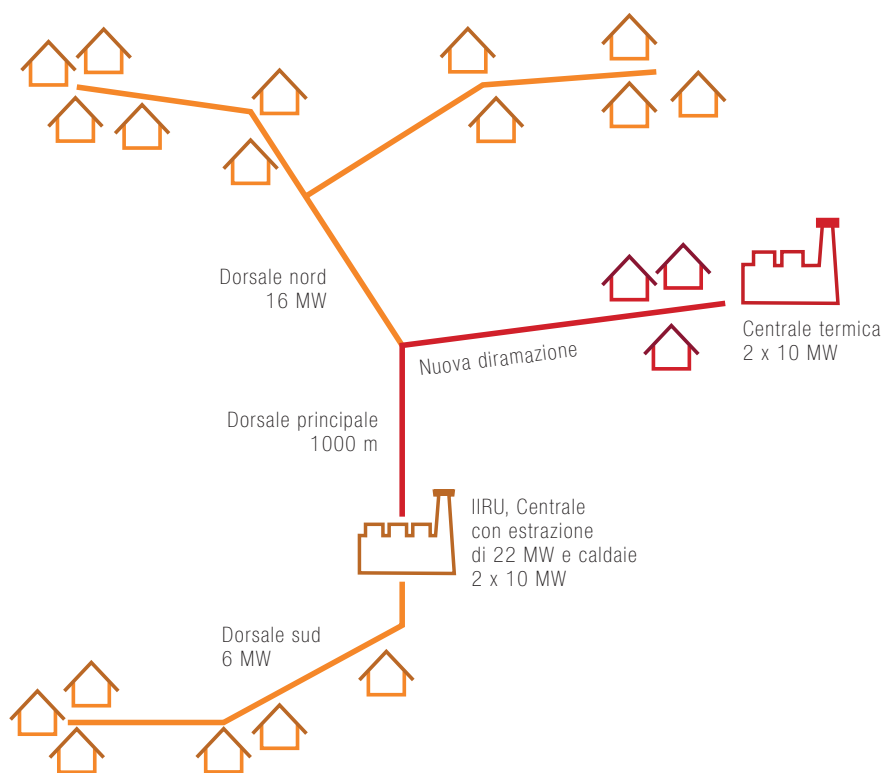 Dorsale nord
16 MW
Centrale termica
2 x 10 MW
Nuova diramazione
Dorsale principale
1000 m
IIRU, Centrale
con estrazione
di 22 MW e caldaie
2 x 10 MW
Dorsale sud
6 MW